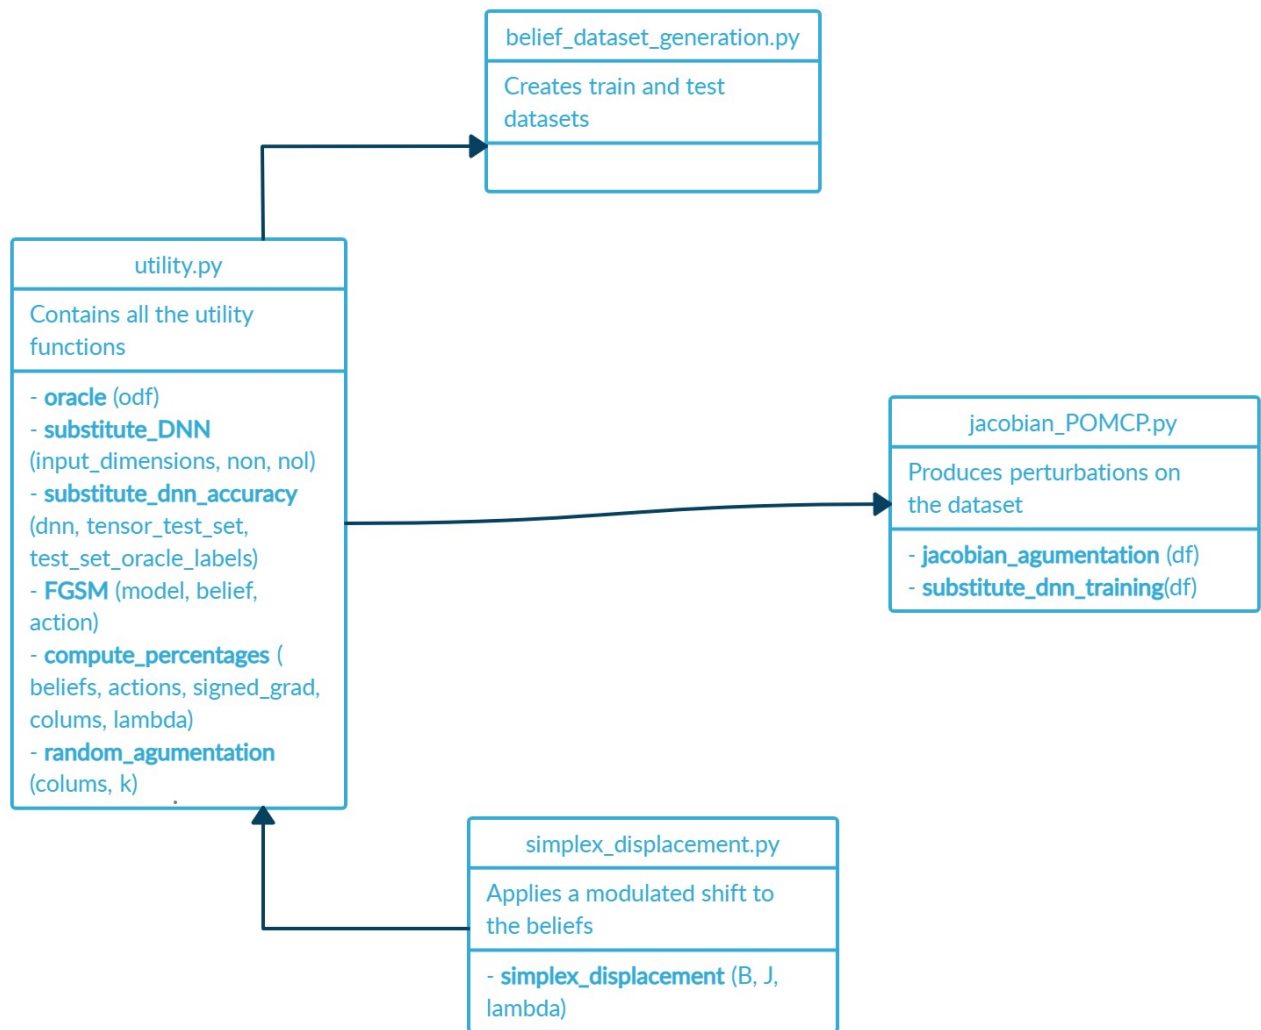 belief_dataset_generation.py
Creates train and test
datasets
utility.py
Contains all the utility
functions
- oracle (odf)
- substitute_DNN
(input_dimensions, non, nol)
- substitute_dnn_accuracy
(dnn, tensor_test_set,
test_set_oracle_labels)
- FGSM (model, belief,
action)
- compute_percentages (
beliefs, actions, signed_grad,
colums, lambda)
- random_agumentation
(colums, k)
jacobian_POMCP.py
Produces perturbations on
the dataset
- jacobian_agumentation (df)
- substitute_dnn_training(df)
simplex_displacement.py
Applies a modulated shift to
the beliefs
- simplex_displacement (B, J,
lambda)